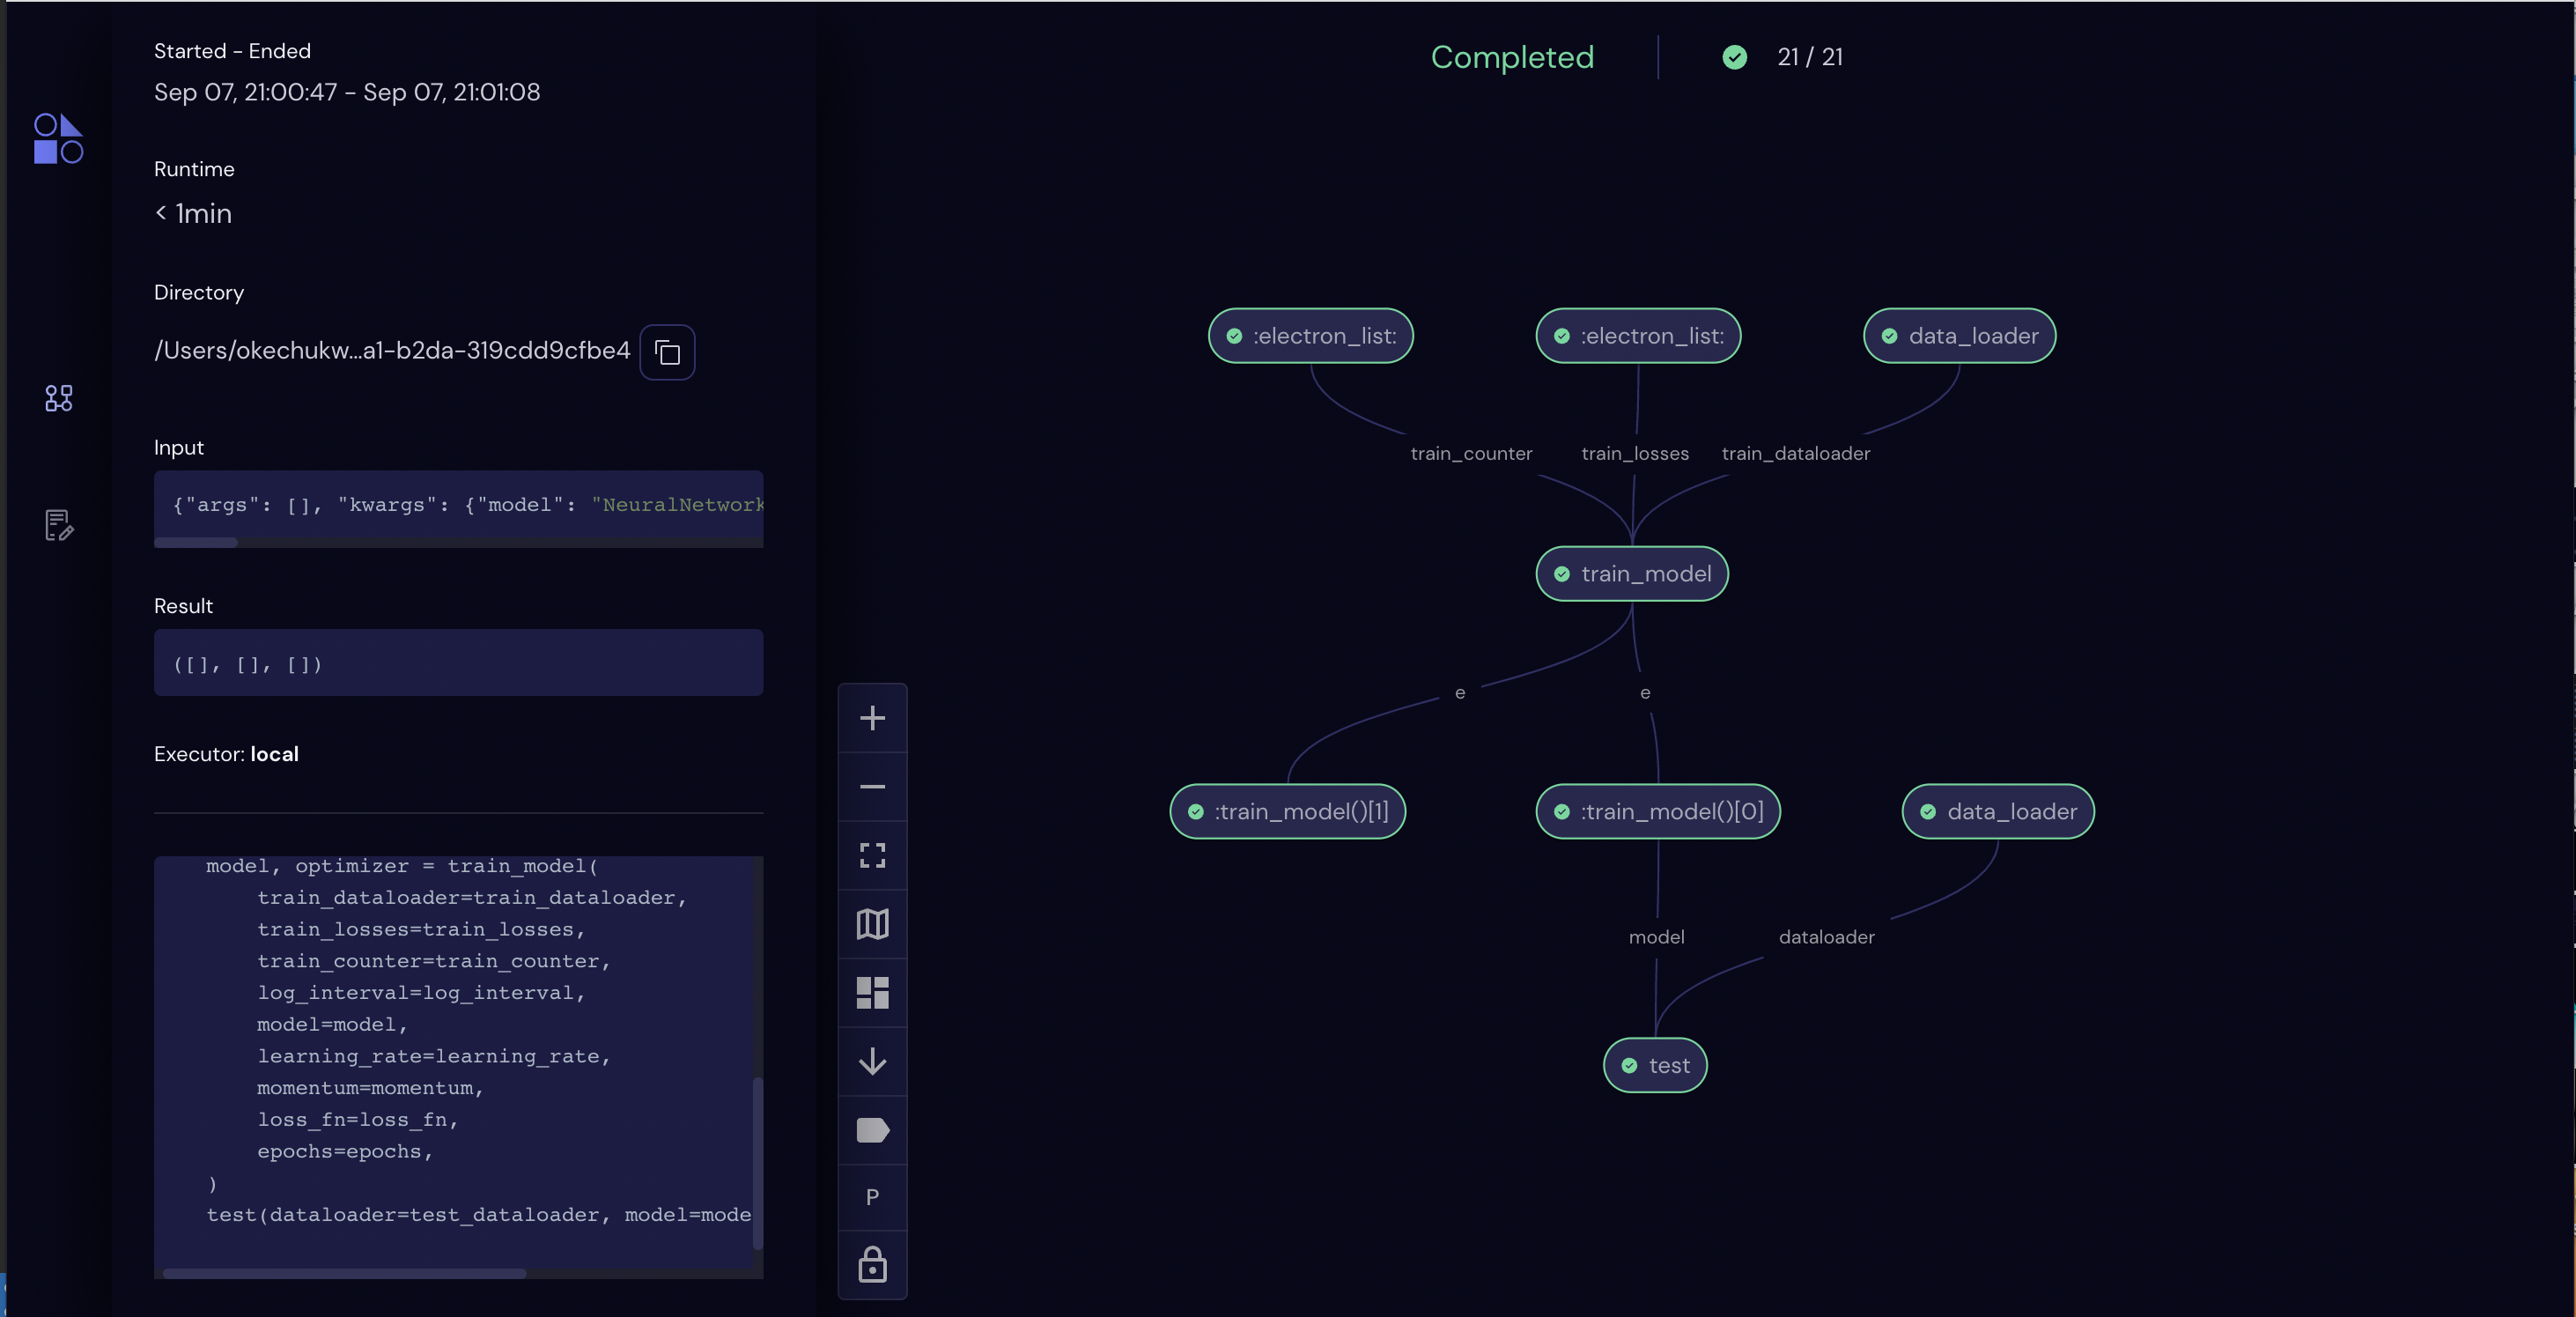 Started - Ended
Sep 07, 21:00:47 - Sep 07, 21:01:08
Runtime
< 1min
Directory
/Users/okechukw...a1-b2da-319cdd9cfbe4
Input
{"args": [], "kwargs": {"model": "NeuralNetwork
Result
([], [], [])
Executor: local
model, optimizer = train_model(
train_dataloader=train_dataloader,
train_losses=train_losses,
train_counter=train_counter,
log_interval=log_interval,
model=model,
learning_rate=learning_rate,
momentum=momentum,
loss_fn=loss_fn,
epochs=epochs,
)
test(dataloader=test_dataloader, model=mode
P
Completed
21 / 21
:electron_list:
:electron_list:
data_loader
train_counter
train_losses
train_dataloader
train_model
e
e
:train_model()[1]
:train_model()[0]
data_loader
model
dataloader
test